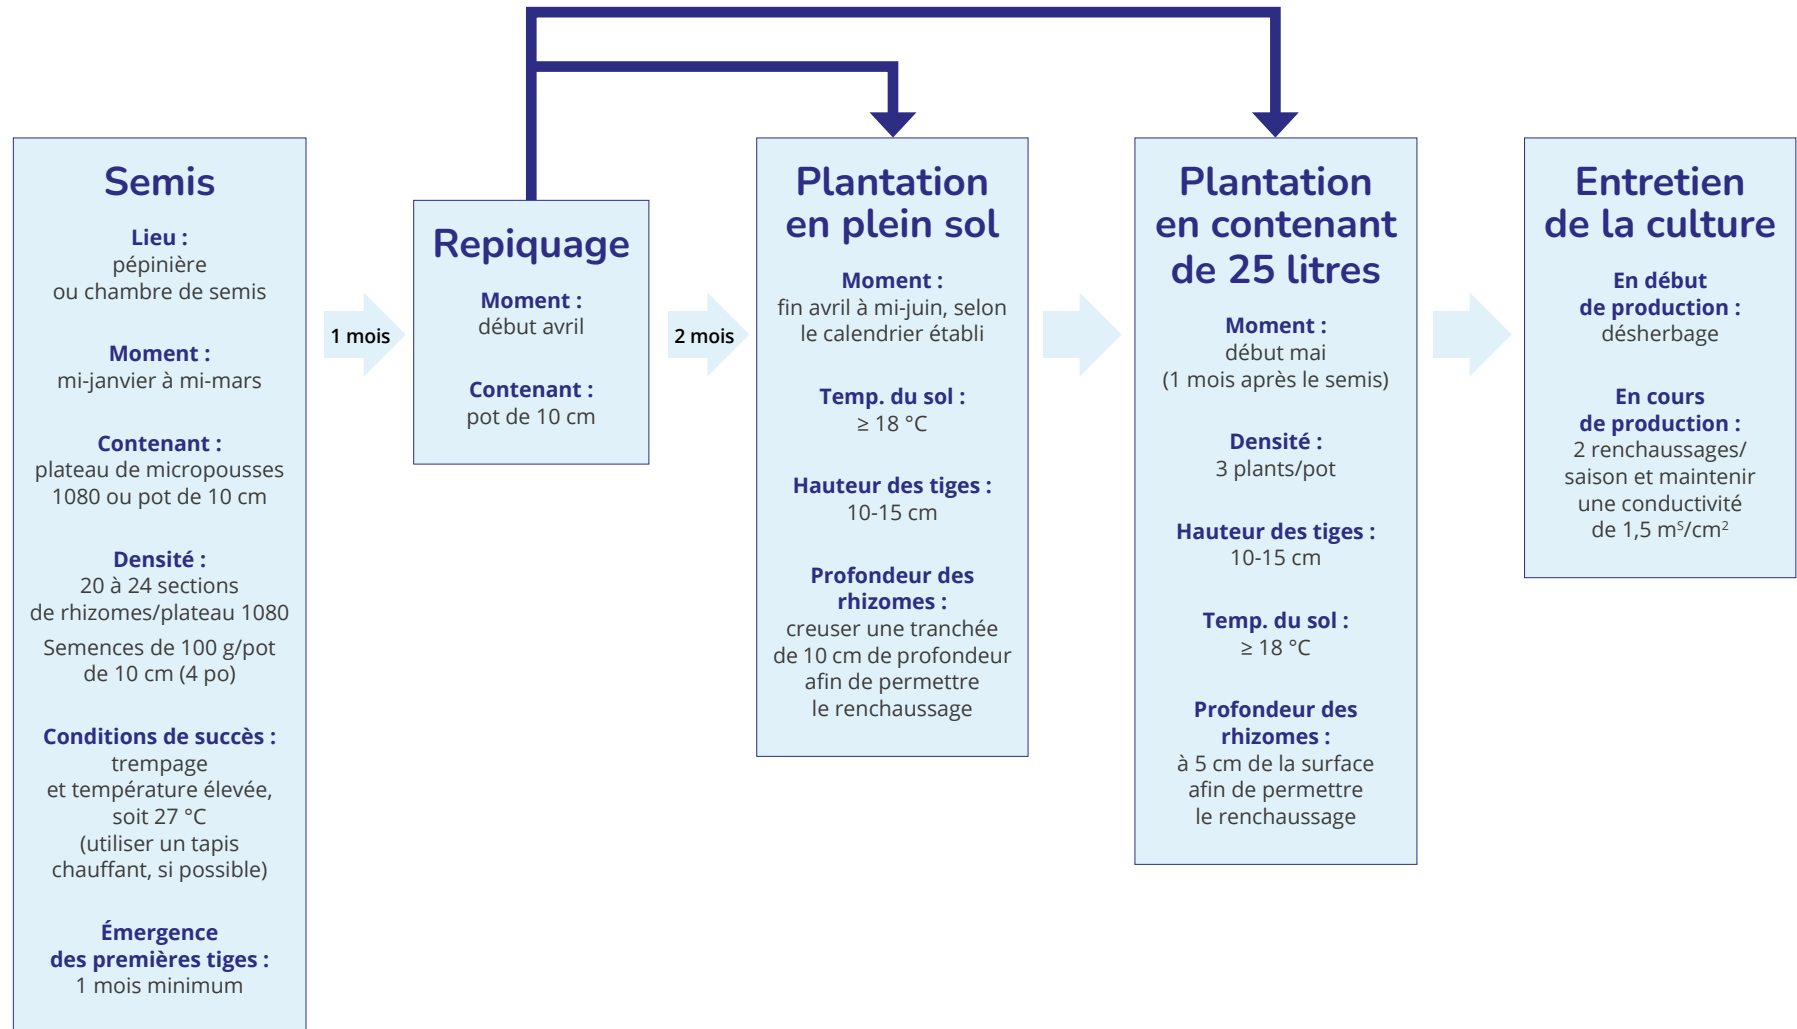 Semis
Lieu :
pépinière
ou chambre de semis
Moment :
mi-janvier à mi-mars
Contenant :
plateau de micropousses
1080 ou pot de 10 cm
Densité :
20 à 24 sections
de rhizomes/plateau 1080
Semences de 100 g/pot
de 10 cm (4 po)
Conditions de succès :
trempage
et température élevée,
soit 27 °C
(utiliser un tapis
chauffant, si possible)
Émergence
des premières tiges :
1 mois minimum
1 mois
Repiquage
Moment :
début avril
Contenant :
pot de 10 cm
2 mois
Plantation
en plein sol
Moment :
fin avril à mi-juin, selon
le calendrier établi
Temp. du sol :
≥ 18 °C
Hauteur des tiges :
10-15 cm
Profondeur des
rhizomes :
creuser une tranchée
de 10 cm de profondeur
afin de permettre
le renchaussage
Plantation
en contenant
de 25 litres
Moment :
début mai
(1 mois après le semis)
Densité :
3 plants/pot
Hauteur des tiges :
10-15 cm
Temp. du sol :
≥ 18 °C
Profondeur des
rhizomes :
à 5 cm de la surface
afin de permettre
le renchaussage
Entretien
de la culture
En début
de production :
désherbage
En cours
de production :
2 renchaussages/
saison et maintenir
une conductivité
de 1,5 mˢ/cm²